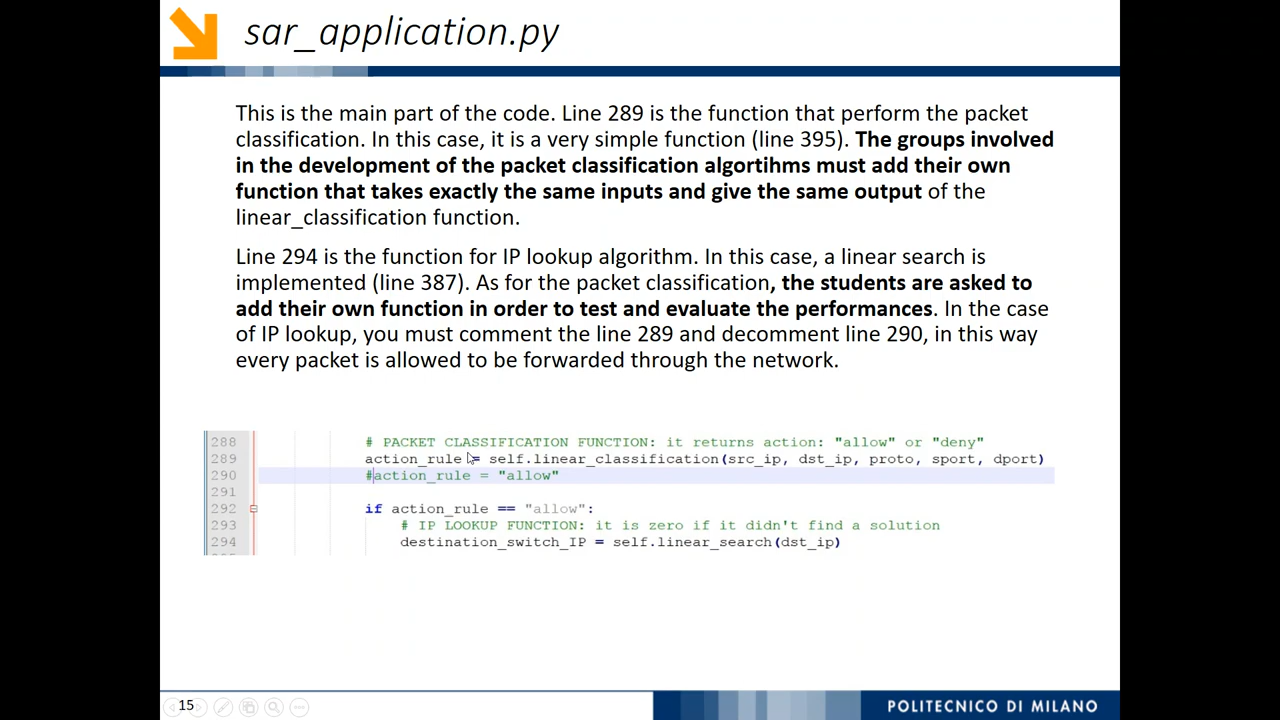 sar_application.py
This is the main part of the code. Line 289 is the function that perform the packet
classification. In this case, it is a very simple function (line 395). The groups involved
in the development of the packet classification algortihms must add their own
function that takes exactly the same inputs and give the same output of the
linear_classification function.
Line 294 is the function for IP lookup algorithm. In this case, a linear search is
implemented (line 387). As for the packet classification, the students are asked to
add their own function in order to test and evaluate the performances. In the case
of IP lookup, you must comment the line 289 and decomment line 290, in this way
every packet is allowed to be forwarded through the network.
288 # PACKET CLASSIFICATION FUNCTION: it returns action: "allow" or "deny"
289 action_rule = self.linear_classification(src_ip, dst_ip, proto, sport, dport)
290 #action_rule = "allow"
291
292 if action_rule == "allow":
293 # IP LOOKUP FUNCTION: it is zero if it didn't find a solution
294 destination_switch_IP = self.linear_search(dst_ip)
15
POLITECNICO DI MILANO